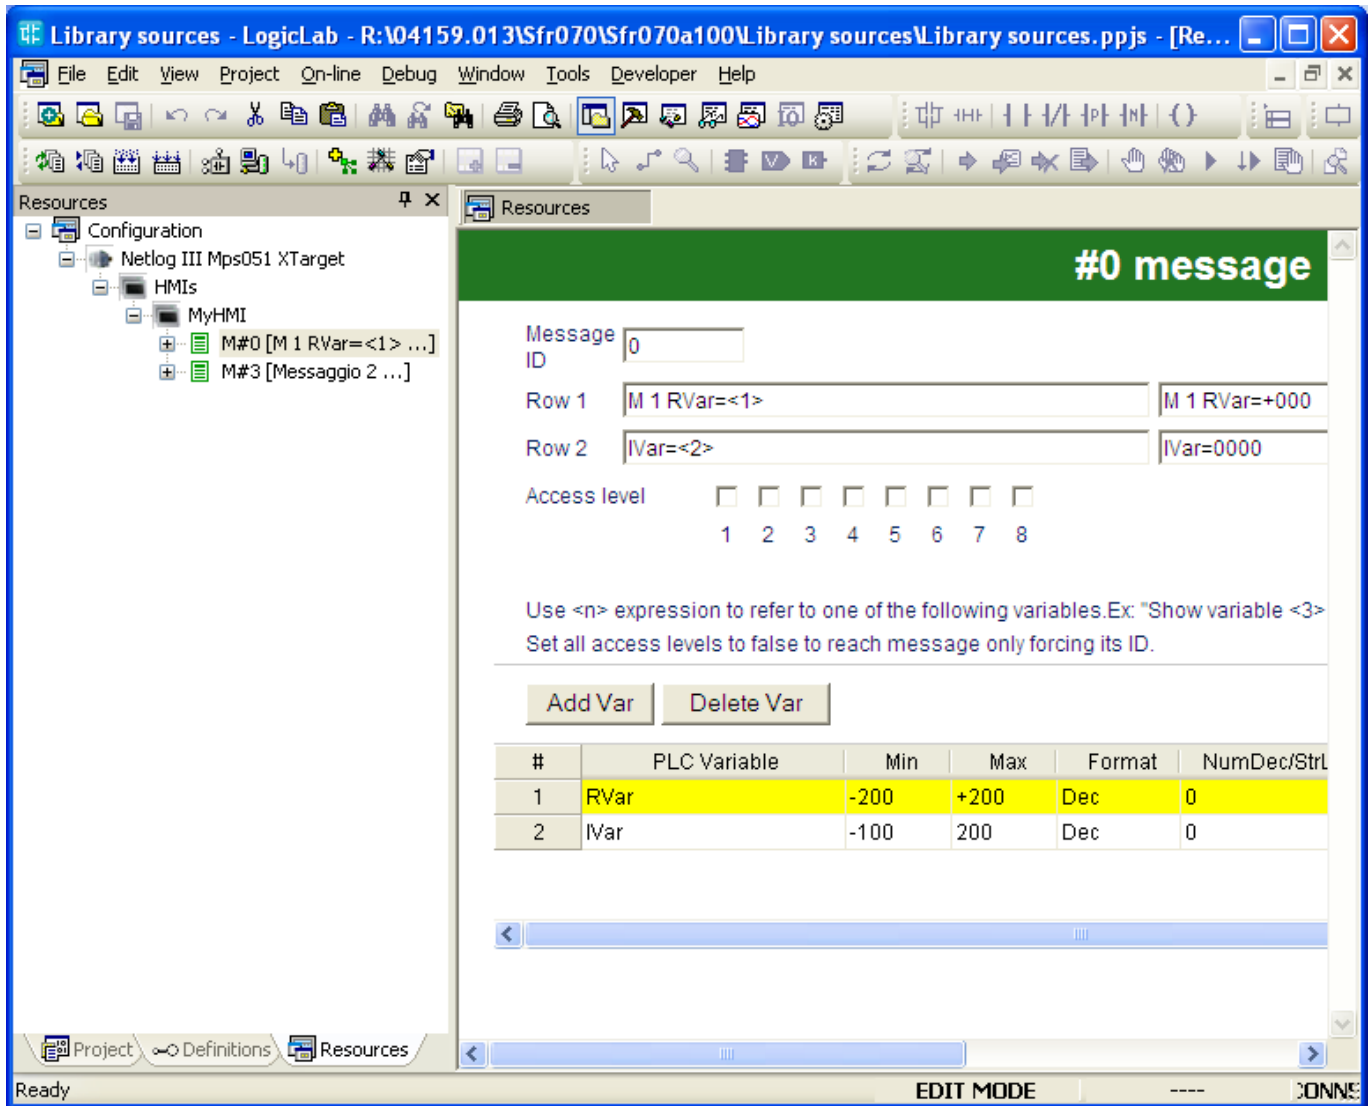 Library sources - LogicLab - R:\04159.013\Sfr070\Sfr070a100\Library sources\Library sources.ppjs - [Re...
File Edit View Project On-line Debug Window Tools Developer Help
Resources
Configuration
Netlog III Mps051 XTarget
HMIs
MyHMI
M#0 [M 1 RVar=<1> ...]
M#3 [Messaggio 2 ...]
Project Definitions Resources
Resources
#0 message
Message ID 0
Row 1 M 1 RVar=<1> M 1 RVar=+000
Row 2 IVar=<2> IVar=0000
Access level
1 2 3 4 5 6 7 8
Use <n> expression to refer to one of the following variables.Ex: "Show variable <3>
Set all access levels to false to reach message only forcing its ID.
Add Var Delete Var
# PLC Variable Min Max Format NumDec/StrL
1 RVar -200 +200 Dec 0
2 IVar -100 200 Dec 0
Ready EDIT MODE ----